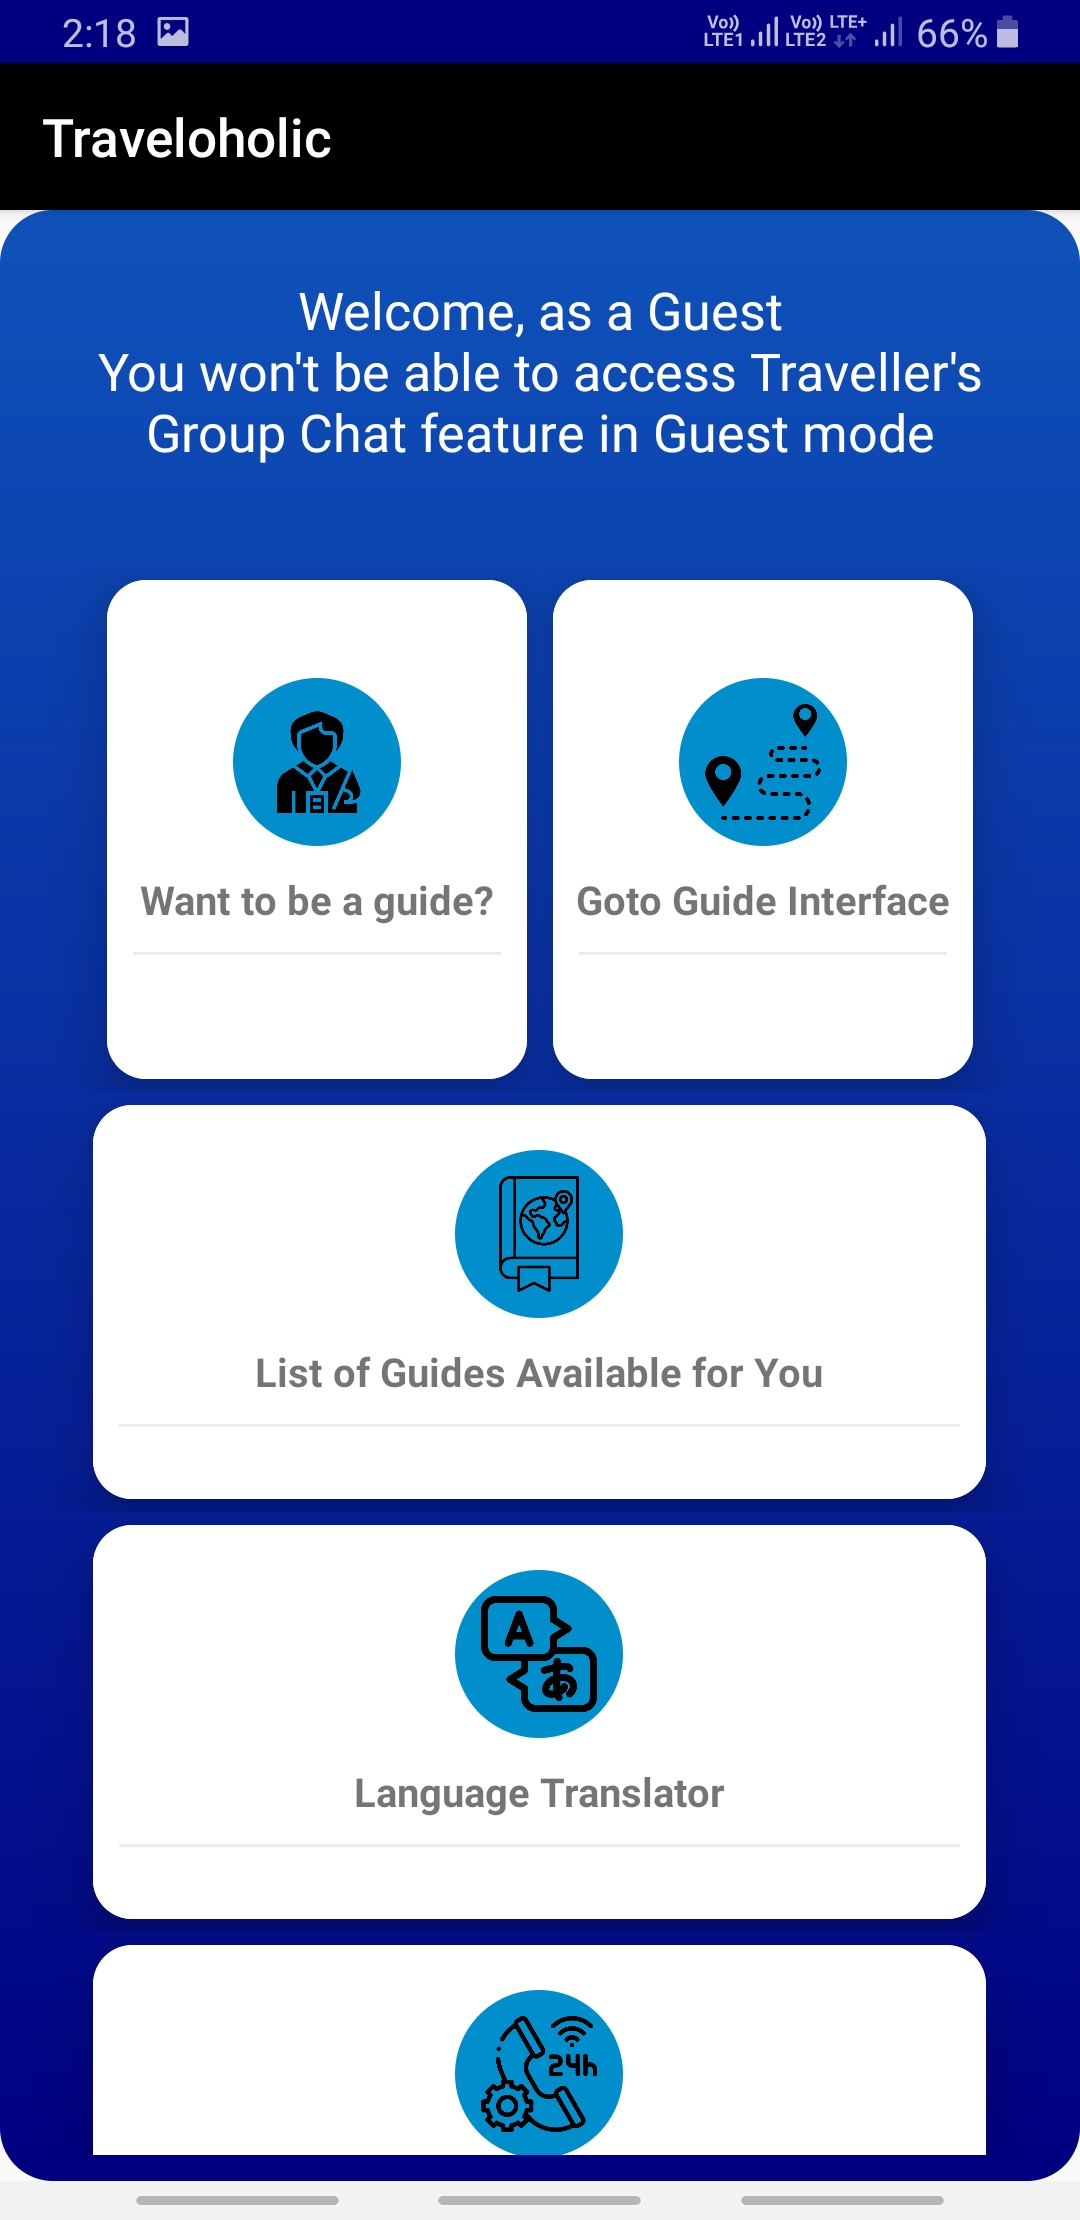 2:18 Vo)) LTE1 Vo)) LTE2 LTE+ 66%
Traveloholic
Welcome, as a Guest
You won't be able to access Traveller's
Group Chat feature in Guest mode
Want to be a guide?
Goto Guide Interface
List of Guides Available for You
A
あ
Language Translator
24h